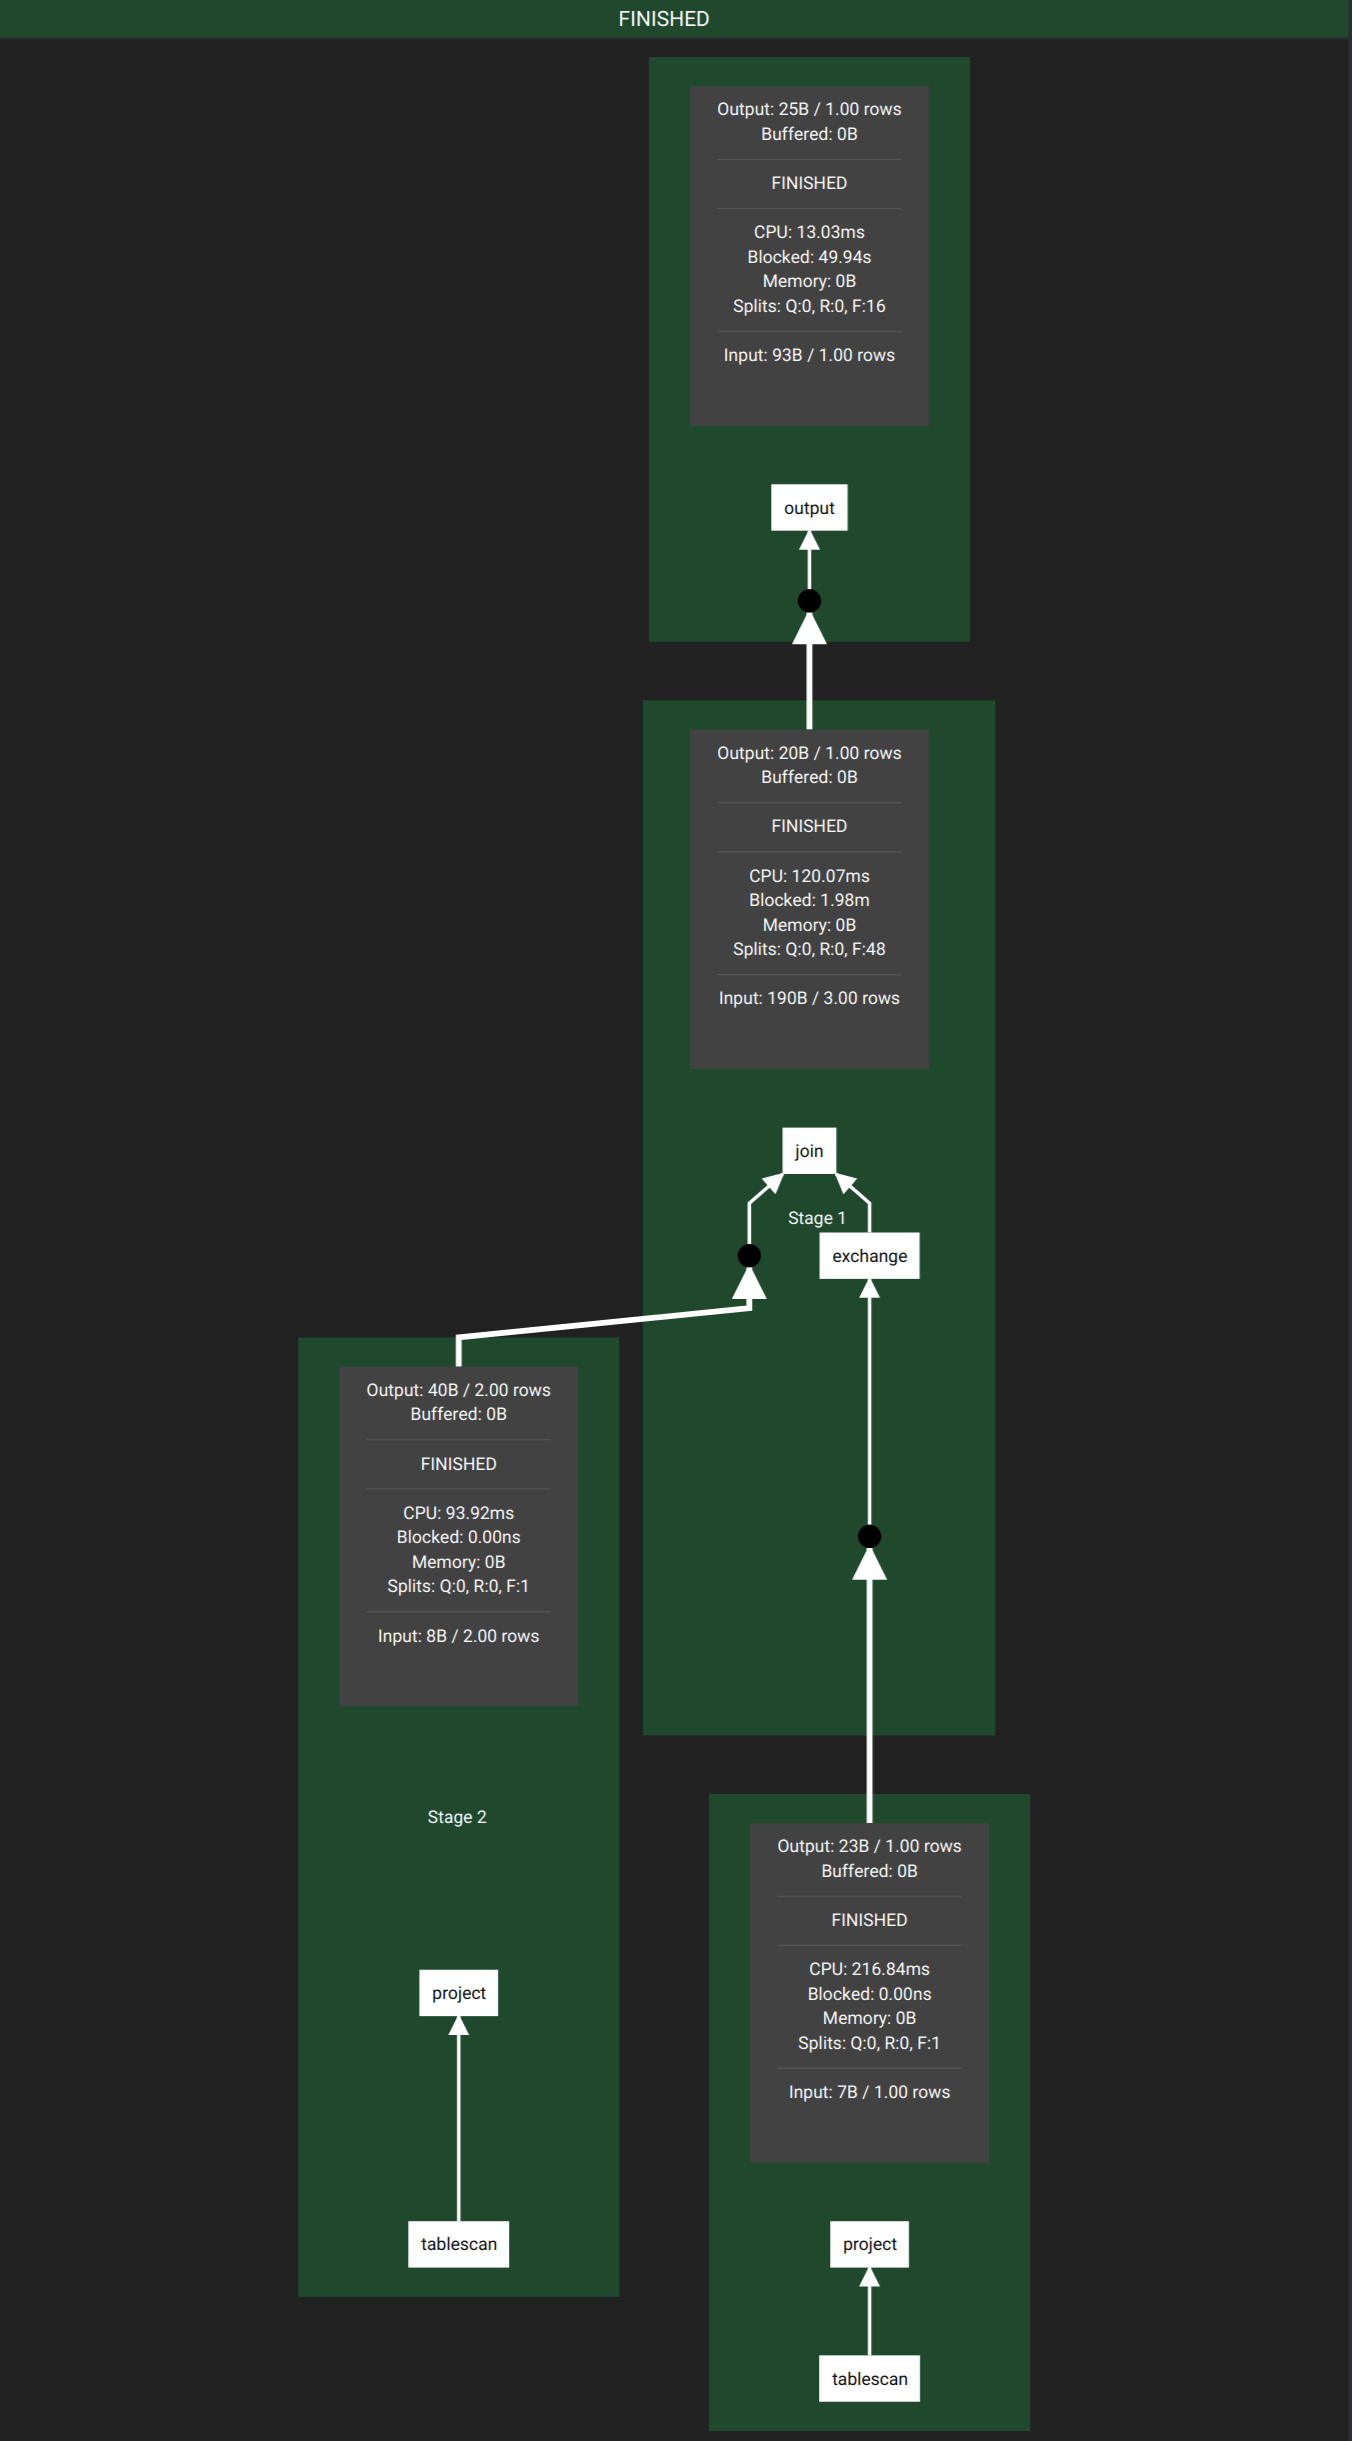 FINISHED
Output: 25B / 1.00 rows
Buffered: 0B
FINISHED
CPU: 13.03ms
Blocked: 49.94s
Memory: 0B
Splits: Q:0, R:0, F:16
Input: 93B / 1.00 rows
output
Output: 20B / 1.00 rows
Buffered: 0B
FINISHED
CPU: 120.07ms
Blocked: 1.98m
Memory: 0B
Splits: Q:0, R:0, F:48
Input: 190B / 3.00 rows
join
Stage 1
exchange
Output: 40B / 2.00 rows
Buffered: 0B
FINISHED
CPU: 93.92ms
Blocked: 0.00ns
Memory: 0B
Splits: Q:0, R:0, F:1
Input: 8B / 2.00 rows
Stage 2
project
tablescan
Output: 23B / 1.00 rows
Buffered: 0B
FINISHED
CPU: 216.84ms
Blocked: 0.00ns
Memory: 0B
Splits: Q:0, R:0, F:1
Input: 7B / 1.00 rows
project
tablescan